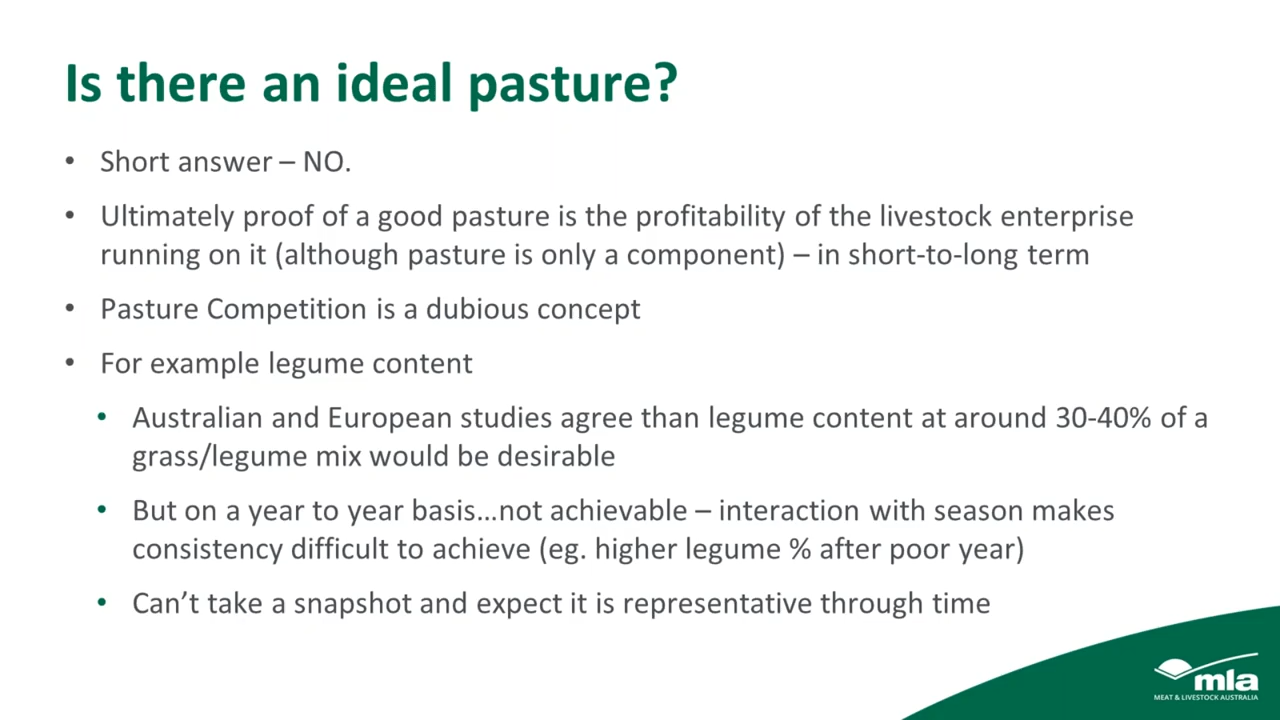 Is there an ideal pasture?
• Short answer – NO.
• Ultimately proof of a good pasture is the profitability of the livestock enterprise
running on it (although pasture is only a component) – in short-to-long term
• Pasture Competition is a dubious concept
• For example legume content
• Australian and European studies agree than legume content at around 30-40% of a
grass/legume mix would be desirable
• But on a year to year basis…not achievable – interaction with season makes
consistency difficult to achieve (eg. higher legume % after poor year)
• Can’t take a snapshot and expect it is representative through time
mla
MEAT & LIVESTOCK AUSTRALIA